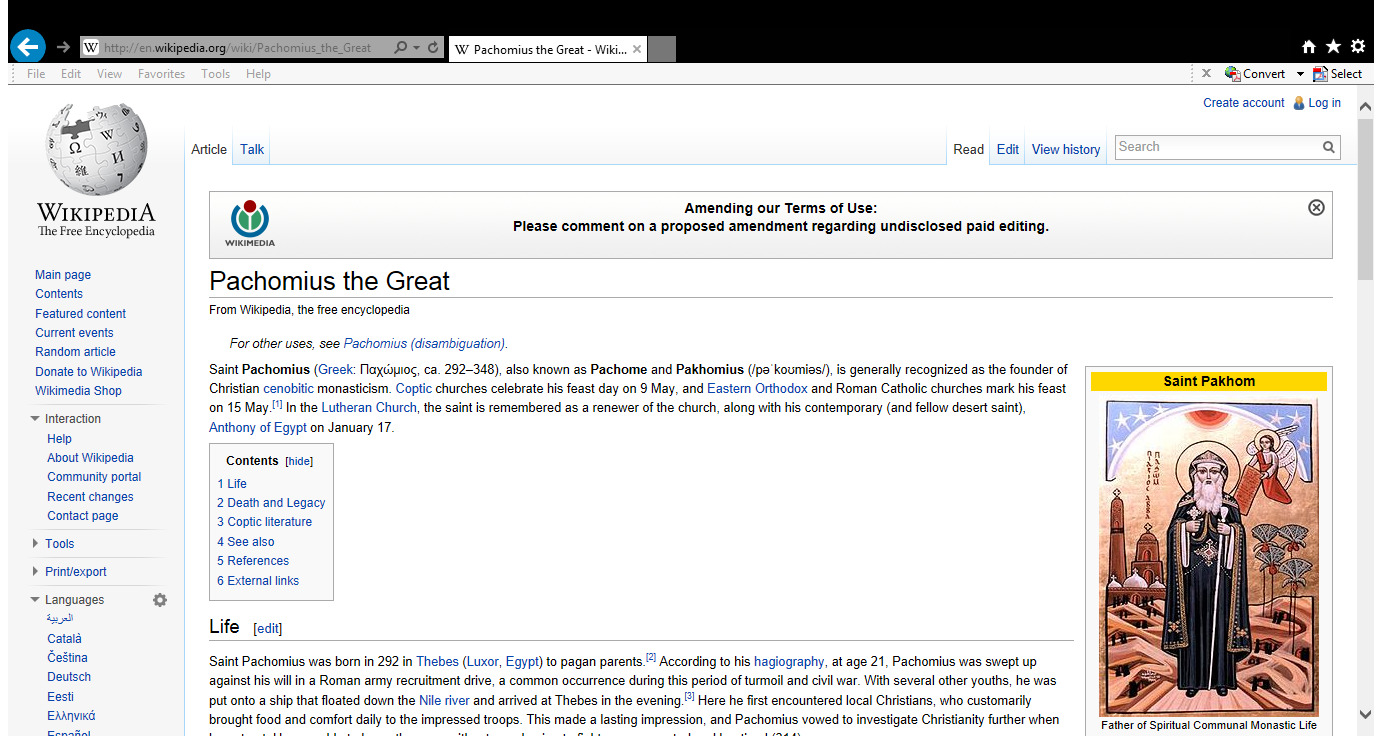 http://en.wikipedia.org/wiki/Pachomius_the_Great
W Pachomius the Great - Wiki...
File Edit View Favorites Tools Help
X Convert Select
Create account Log in
Article Talk
Read Edit View history Search
WIKIPEDIA
The Free Encyclopedia
Main page
Contents
Featured content
Current events
Random article
Donate to Wikipedia
Wikimedia Shop
Interaction
Help
About Wikipedia
Community portal
Recent changes
Contact page
Tools
Print/export
Languages
العربية
Català
Čeština
Deutsch
Eesti
Ελληνικά
Español
WIKIMEDIA
Amending our Terms of Use:
Please comment on a proposed amendment regarding undisclosed paid editing.
Pachomius the Great
From Wikipedia, the free encyclopedia
For other uses, see Pachomius (disambiguation).
Saint Pachomius (Greek: Παχώμιος, ca. 292–348), also known as Pachome and Pakhomius (/pəˈkoʊmiəs/), is generally recognized as the founder of
Christian cenobitic monasticism. Coptic churches celebrate his feast day on 9 May, and Eastern Orthodox and Roman Catholic churches mark his feast
on 15 May.[1] In the Lutheran Church, the saint is remembered as a renewer of the church, along with his contemporary (and fellow desert saint),
Anthony of Egypt on January 17.
Contents [hide]
1 Life
2 Death and Legacy
3 Coptic literature
4 See also
5 References
6 External links
Life [edit]
Saint Pachomius was born in 292 in Thebes (Luxor, Egypt) to pagan parents.[2] According to his hagiography, at age 21, Pachomius was swept up
against his will in a Roman army recruitment drive, a common occurrence during this period of turmoil and civil war. With several other youths, he was
put onto a ship that floated down the Nile river and arrived at Thebes in the evening.[3] Here he first encountered local Christians, who customarily
brought food and comfort daily to the impressed troops. This made a lasting impression, and Pachomius vowed to investigate Christianity further when
Saint Pakhom
Father of Spiritual Communal Monastic Life